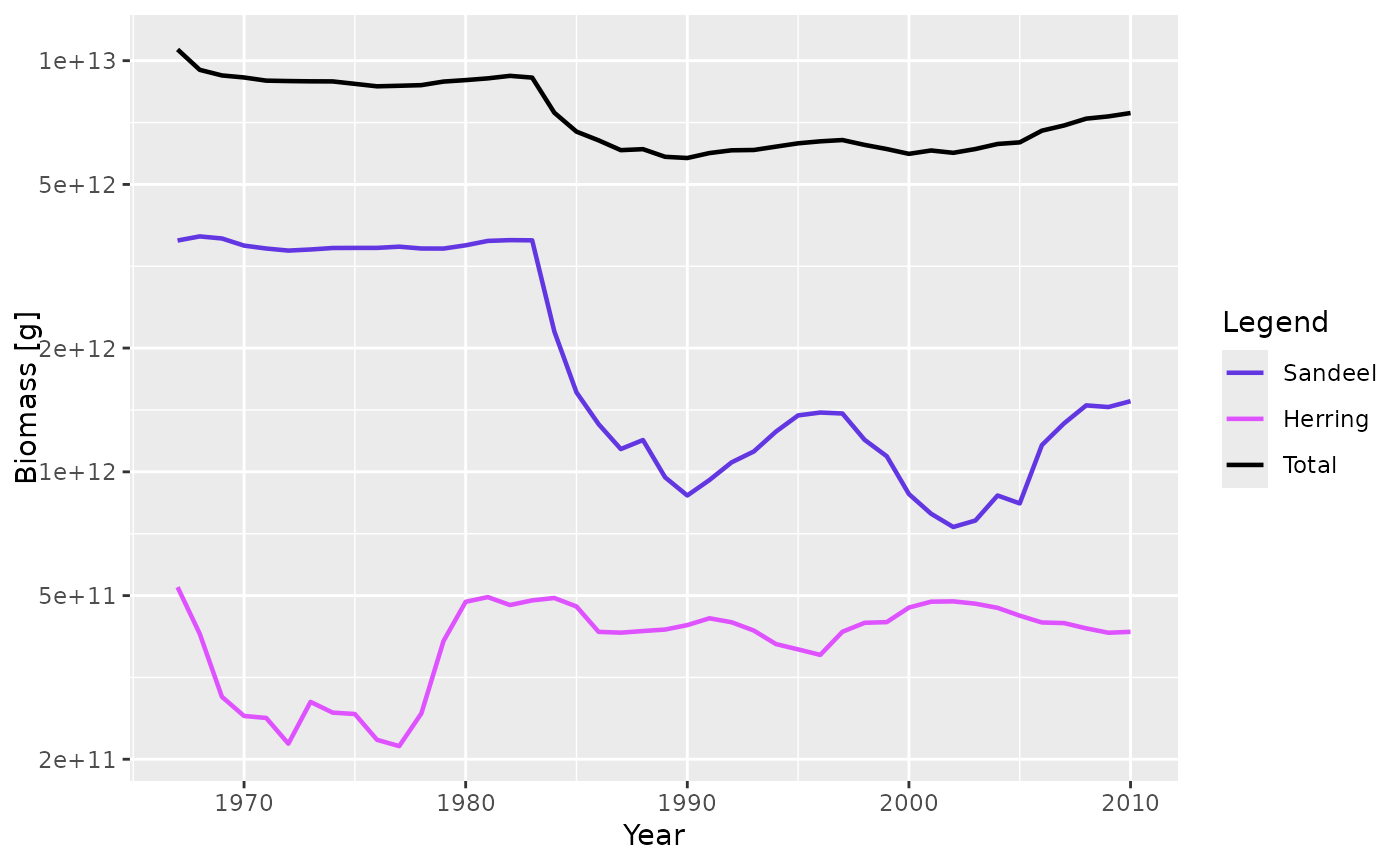 1e+13
5e+12
2e+12
1e+12
5e+11
2e+11
Biomass [g]
1970 1980 1990 2000 2010
Year
Legend
Sandeel
Herring
Total